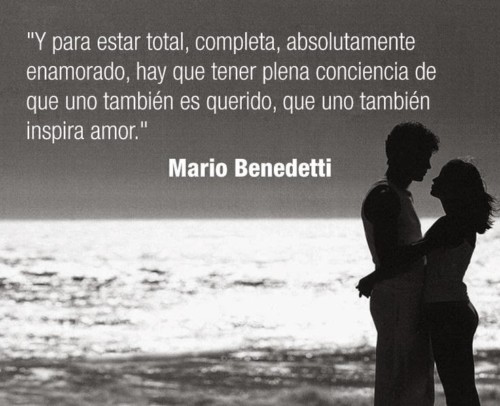 "Y para estar total, completa, absolutamente
enamorado, hay que tener plena conciencia de
que uno también es querido, que uno también
inspira amor."
Mario Benedetti